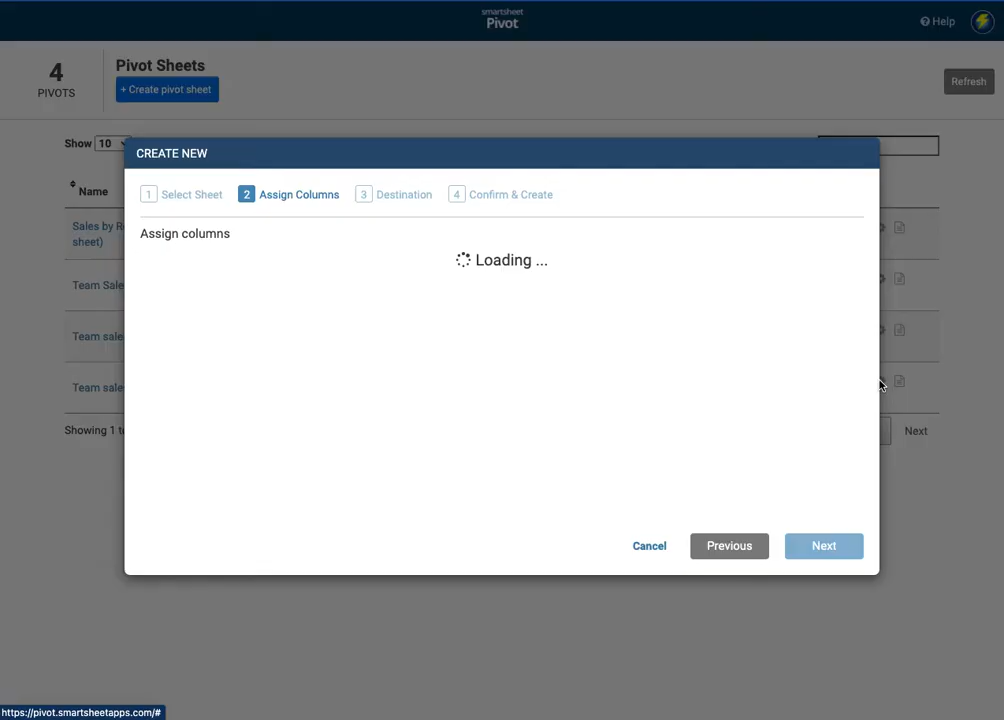 smartsheet
Pivot
Help
4
PIVOTS
Pivot Sheets
+ Create pivot sheet
Refresh
Show 10
CREATE NEW
1 Select Sheet 2 Assign Columns 3 Destination 4 Confirm & Create
Assign columns
Loading ...
Name
Sales by
sheet)
Team Sale
Team sale
Team sale
Showing 1
Next
Cancel Previous Next
https://pivot.smartsheetapps.com/#